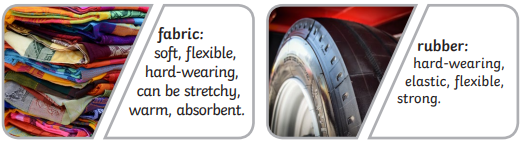 fabric:
soft, flexible,
hard-wearing,
can be stretchy,
warm, absorbent.
rubber:
hard-wearing,
elastic, flexible,
strong.